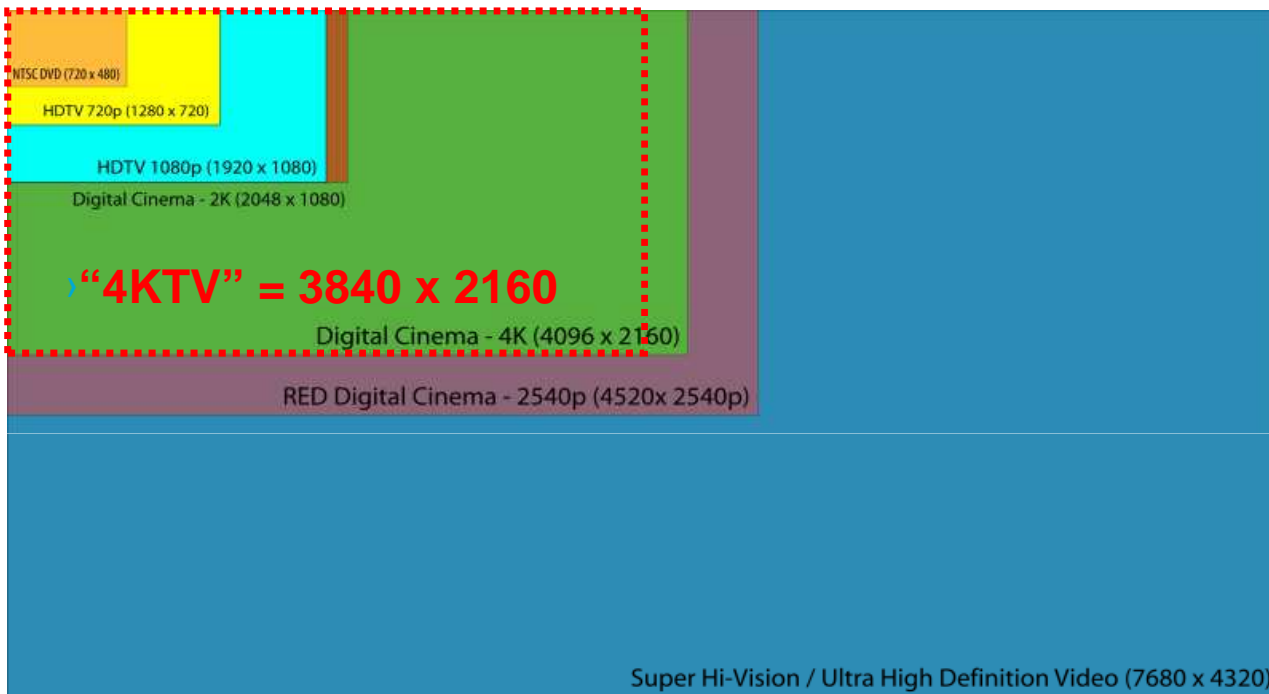 NTSC DVD (720 x 480)
HDTV 720p (1280 x 720)
HDTV 1080p (1920 x 1080)
Digital Cinema - 2K (2048 x 1080)
“4KTV” = 3840 x 2160
Digital Cinema - 4K (4096 x 2160)
RED Digital Cinema - 2540p (4520x 2540p)
Super Hi-Vision / Ultra High Definition Video (7680 x 4320)